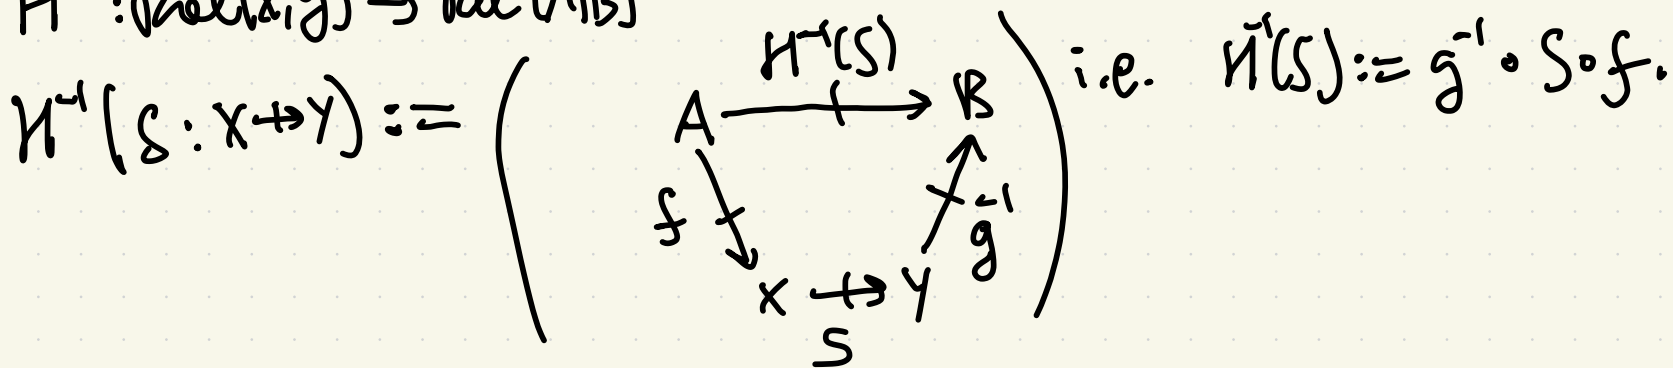 H⁻¹(S : X ⇸ Y) := ( A H⁻¹(S) B f g⁻¹ X Y S ) i.e. H⁻¹(S) := g⁻¹ ∘ S ∘ f.